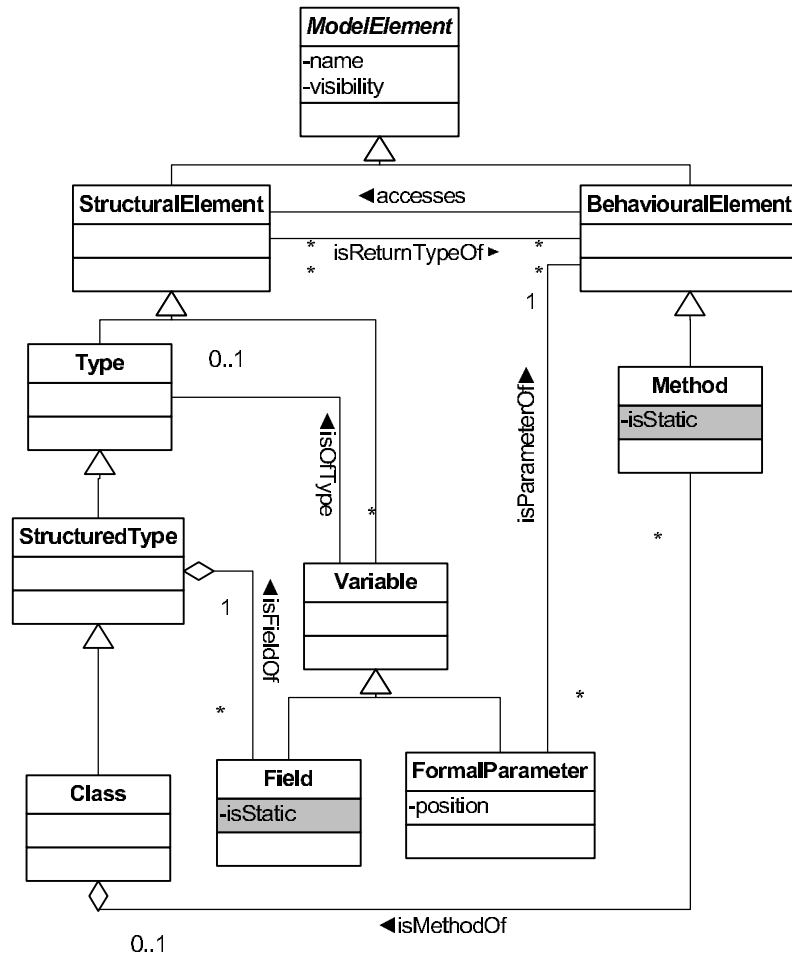 ModelElement
-name
-visibility
StructuralElement
◄accesses
BehaviouralElement
* *
isReturnTypeOf ►
* *
1
Type
0..1
Method
-isStatic
◄isOfType
isParameterOf►
StructuredType
*
*
Variable
1
◄isFieldOf
*
*
Field
-isStatic
FormalParameter
-position
Class
◄isMethodOf
0..1